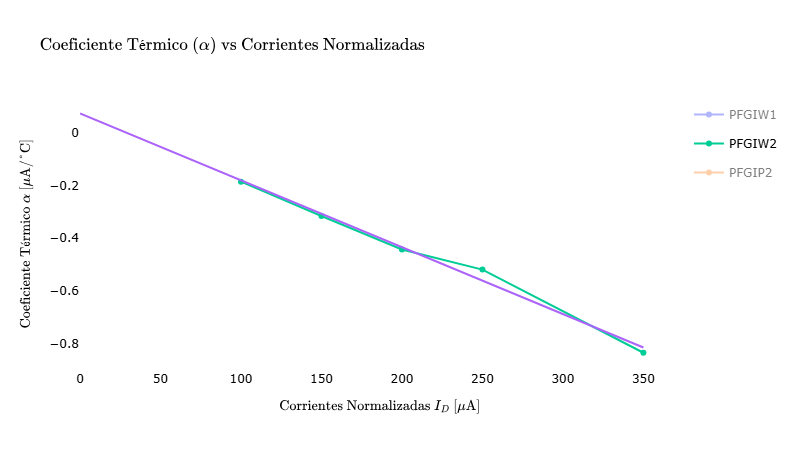 Coeficiente Térmico (α) vs Corrientes Normalizadas
PFGIW1
PFGIW2
PFGIP2
Coeficiente Térmico α [μA/°C]
0
−0.2
−0.4
−0.6
−0.8
0 50 100 150 200 250 300 350
Corrientes Normalizadas I_D [μA]